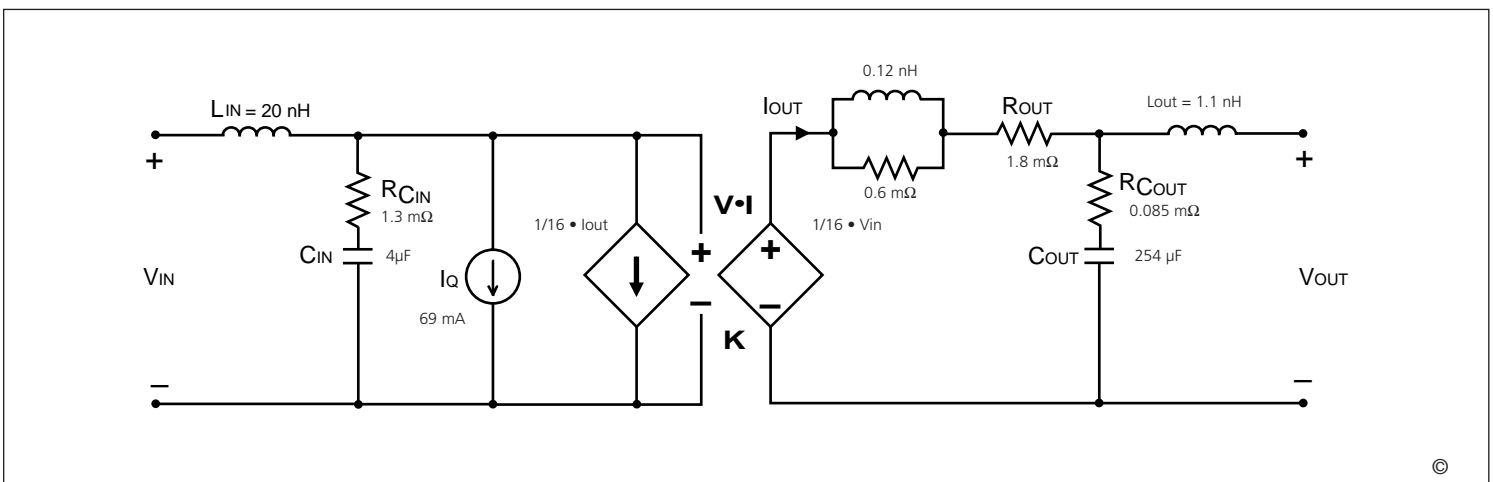 LIN = 20 nH
+
RCIN
1.3 mΩ
CIN
4µF
VIN
IQ
69 mA
–
1/16 • Iout
V•I
+
–
K
1/16 • Vin
+
–
IOUT
0.12 nH
0.6 mΩ
ROUT
1.8 mΩ
Lout = 1.1 nH
+
RCOUT
0.085 mΩ
COUT
254 µF
VOUT
–
©